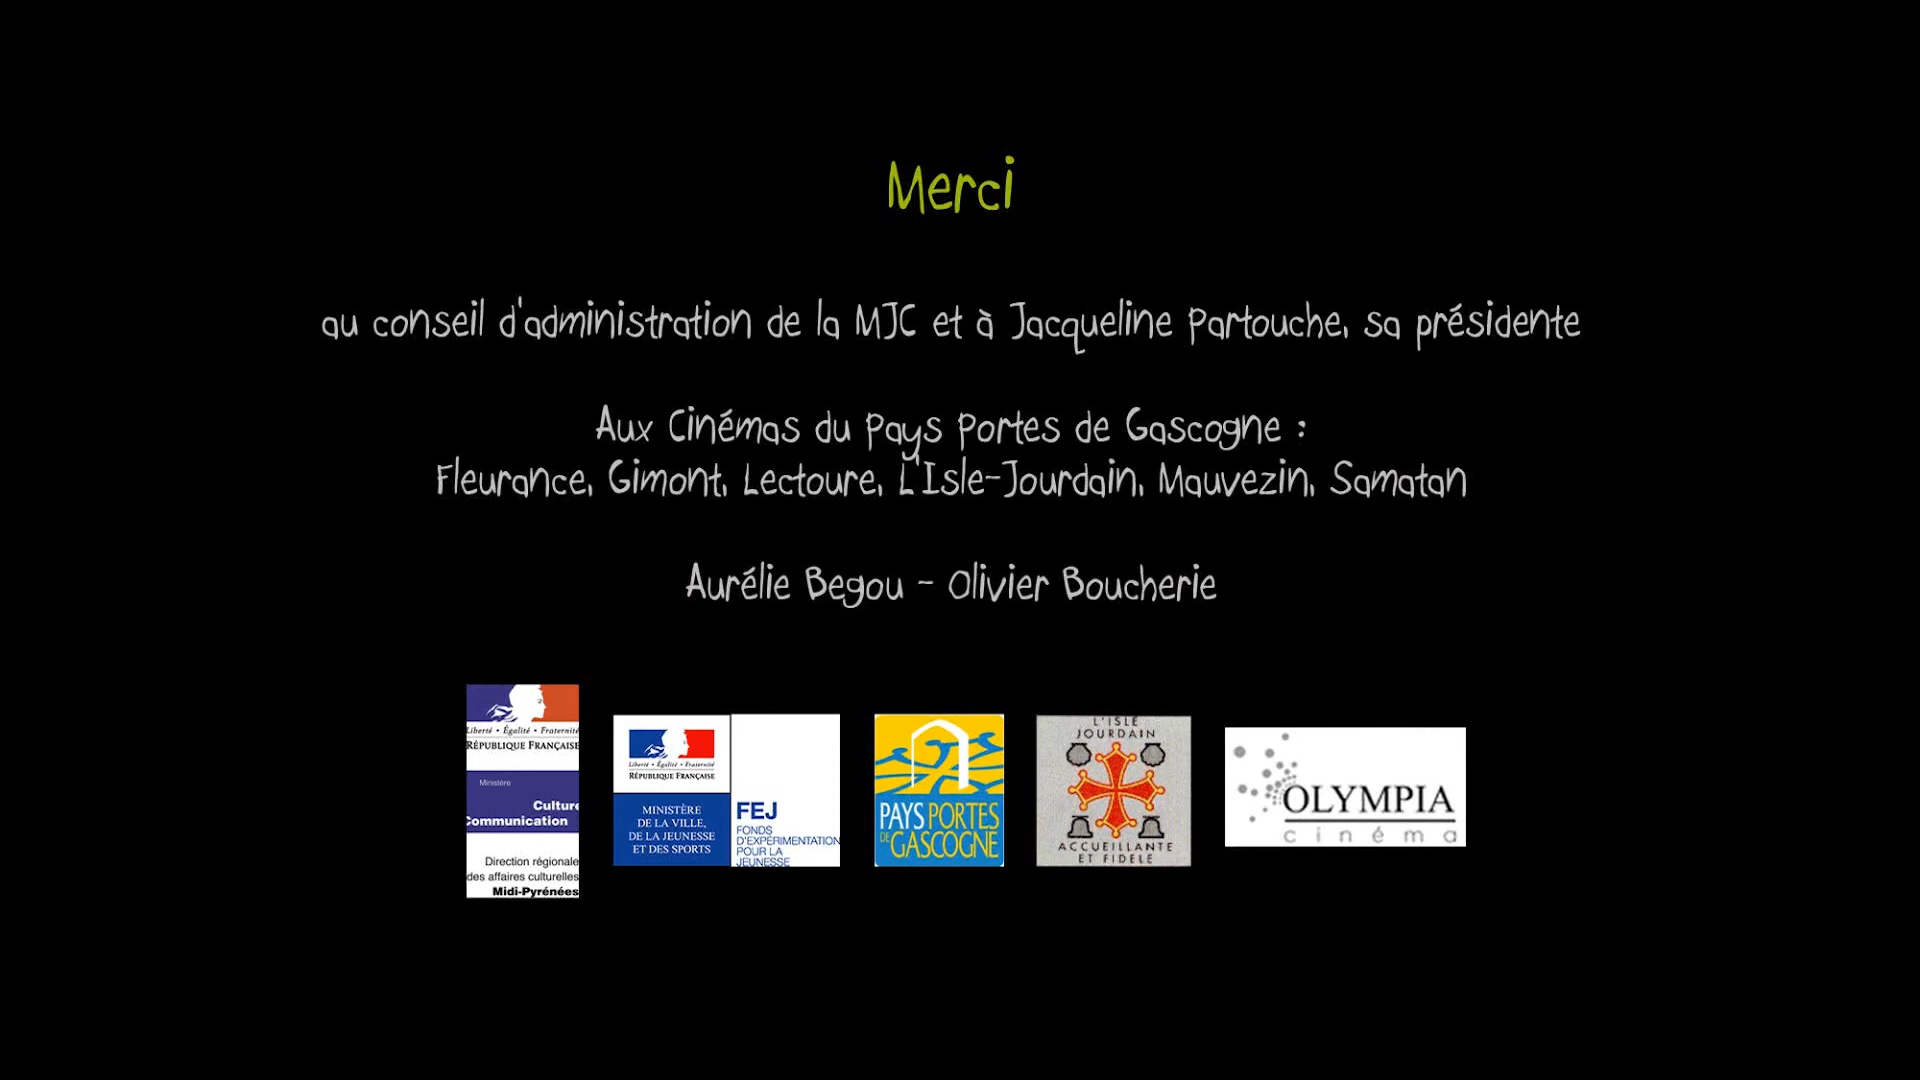 Merci
au conseil d'administration de la MJC et à Jacqueline Partouche, sa présidente
Aux Cinémas du Pays Portes de Gascogne :
Fleurance, Gimont, Lectoure, L'Isle-Jourdain, Mauvezin, Samatan
Aurélie Begou - Olivier Boucherie
Liberté • Égalité • Fraternité
RÉPUBLIQUE FRANÇAISE
Ministère
Culture
Communication
Direction régionale
des affaires culturelles
Midi-Pyrénées
Liberté • Égalité • Fraternité
RÉPUBLIQUE FRANÇAISE
MINISTÈRE
DE LA VILLE,
DE LA JEUNESSE
ET DES SPORTS
FEJ
FONDS
D'EXPÉRIMENTATION
POUR LA
JEUNESSE
PAYS PORTES
DE GASCOGNE
L'ISLE
JOURDAIN
ACCUEILLANTE
ET FIDELE
OLYMPIA
cinéma